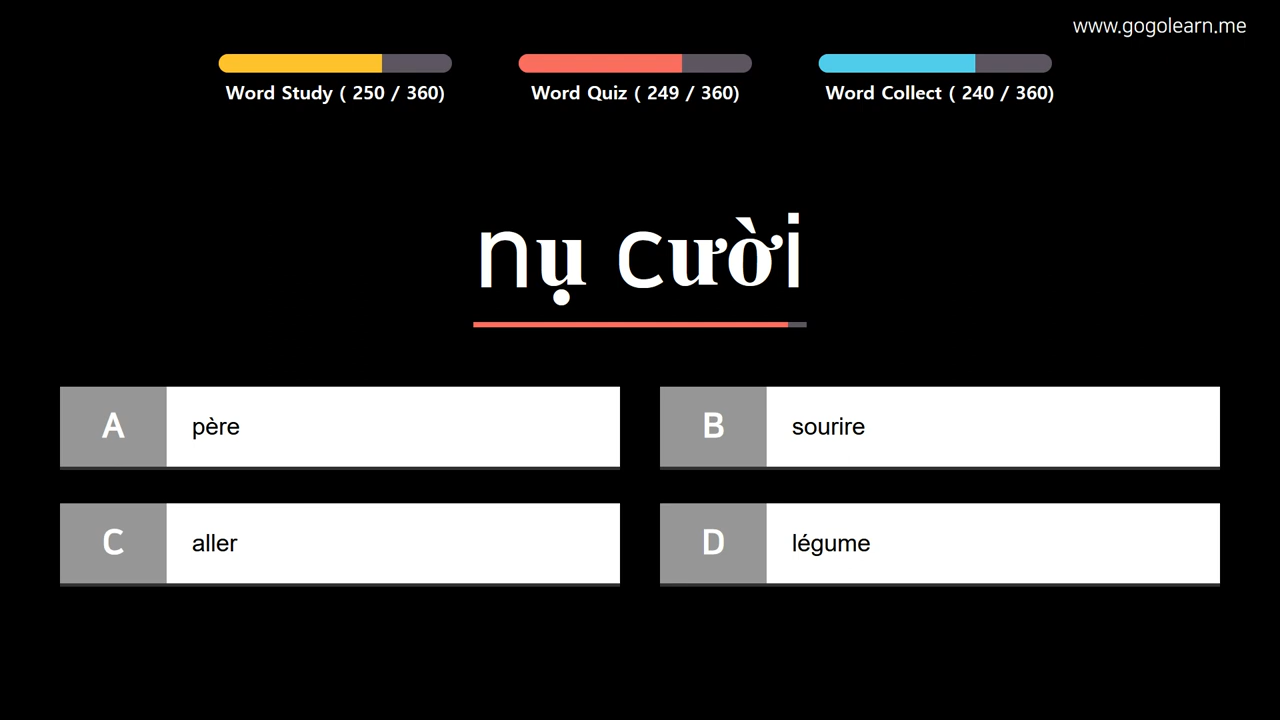 www.gogolearn.me
Word Study ( 250 / 360)
Word Quiz ( 249 / 360)
Word Collect ( 240 / 360)
nụ cười
A
père
B
sourire
C
aller
D
légume